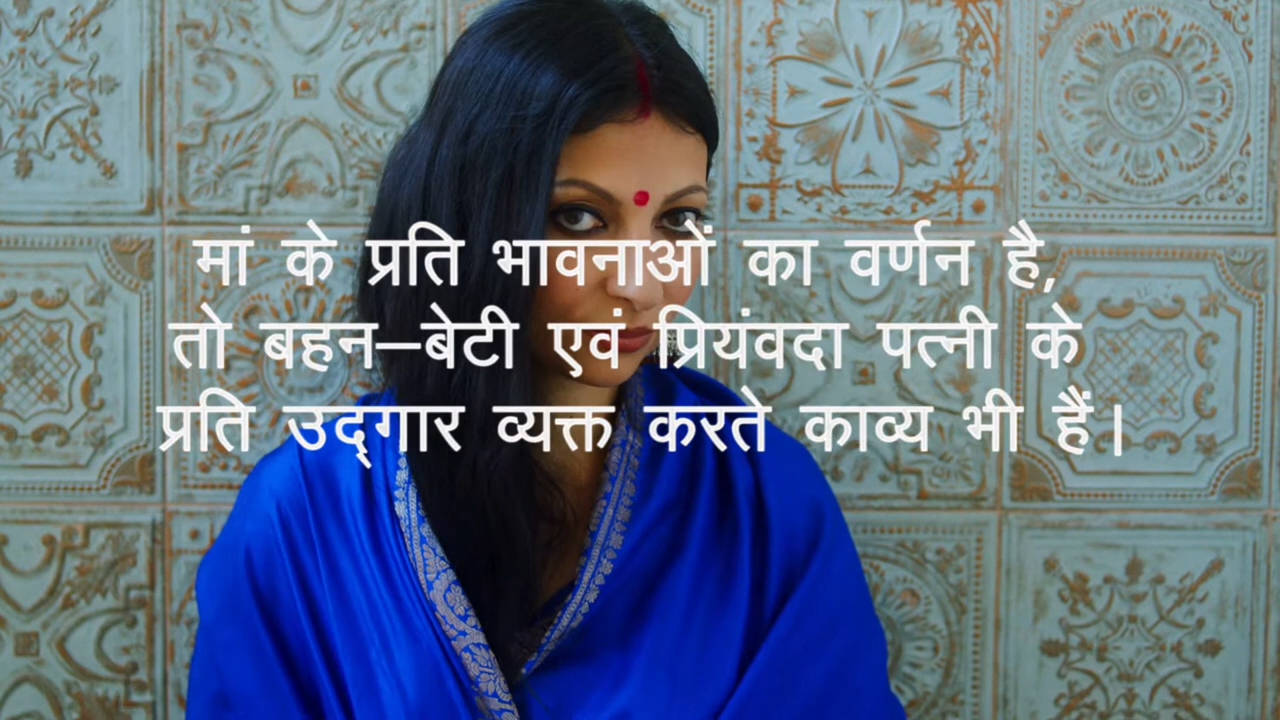 मां के प्रति भावनाओं का वर्णन है,
तो बहन–बेटी एवं प्रियंवदा पत्नी के
प्रति उद्‌गार व्यक्त करते काव्य भी हैं।